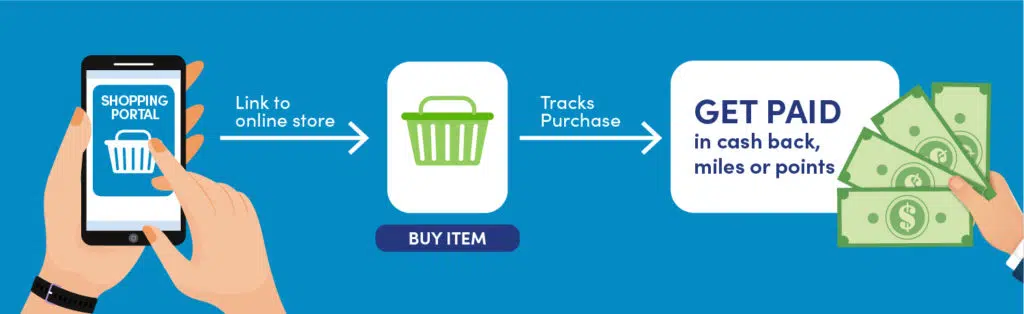 SHOPPING
PORTAL
Link to
online store
BUY ITEM
Tracks
Purchase
GET PAID
in cash back,
miles or points
$